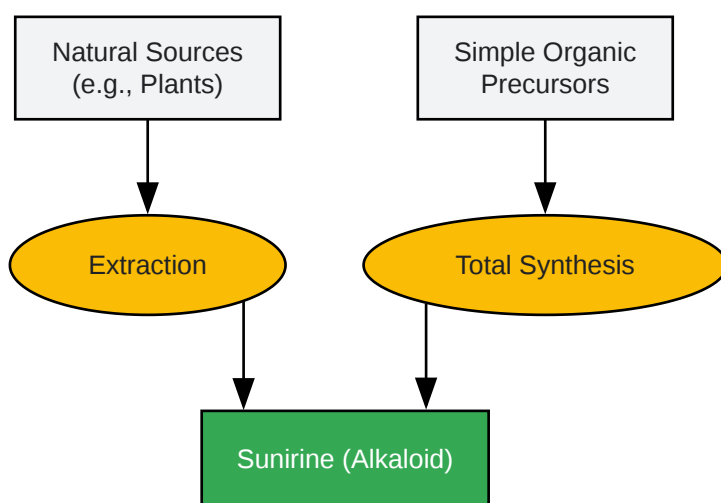 Natural Sources
(e.g., Plants)
Simple Organic
Precursors
Extraction
Total Synthesis
Sunirine (Alkaloid)